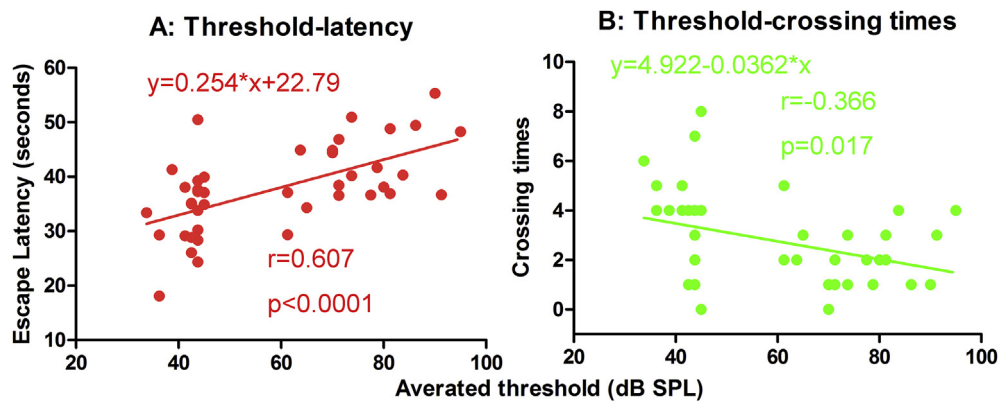 A: Threshold-latency
B: Threshold-crossing times
Escape Latency (seconds)
60
50
40
30
20
10
y=0.254*x+22.79
r=0.607
p<0.0001
20 40 60 80 100
Crossing times
10
8
6
4
2
0
y=4.922-0.0362*x
r=-0.366
p=0.017
20 40 60 80 100
Averated threshold (dB SPL)